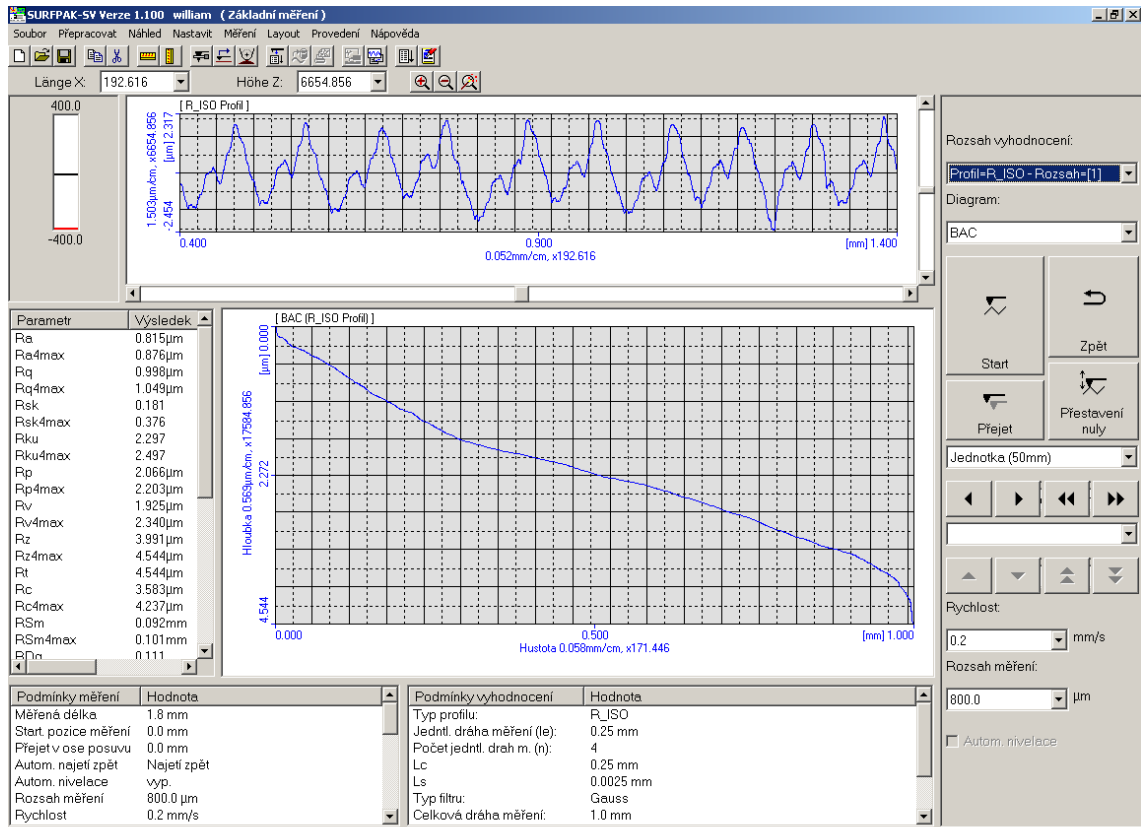 SURFPAK-SV Verze 1.100   william   ( Základní měření )
Soubor Přepracovat Náhled Nastavit Měření Layout Provedení Nápověda
Länge X: 192.616 Höhe Z: 6654.856
400.0
-400.0
[ R_ISO Profil ]
1.503µm/cm, x6654.856
-2.454 [µm] 2.317
0.400 0.900 [mm] 1.400
0.052mm/cm, x192.616
Parametr Výsledek
Ra 0.815µm
Ra4max 0.876µm
Rq 0.998µm
Rq4max 1.049µm
Rsk 0.181
Rsk4max 0.376
Rku 2.297
Rku4max 2.497
Rp 2.066µm
Rp4max 2.203µm
Rv 1.925µm
Rv4max 2.340µm
Rz 3.991µm
Rz4max 4.544µm
Rt 4.544µm
Rc 3.583µm
Rc4max 4.237µm
RSm 0.092mm
RSm4max 0.101mm
RDq 0.111
[ BAC (R_ISO Profil) ]
Hloubka 0.569µm/cm, x17584.856
4.544 2.272 [µm] 0.000
0.000 0.500 [mm] 1.000
Hustota 0.058mm/cm, x171.446
Podmínky měření Hodnota
Měřená délka 1.8 mm
Start. pozice měření 0.0 mm
Přejet v ose posuvu 0.0 mm
Autom. najetí zpět Najetí zpět
Autom. nivelace vyp.
Rozsah měření 800.0 µm
Rychlost 0.2 mm/s
Podmínky vyhodnocení Hodnota
Typ profilu: R_ISO
Jedntl. dráha měření (le): 0.25 mm
Počet jedntl. drah m. (n): 4
Lc 0.25 mm
Ls 0.0025 mm
Typ filtru: Gauss
Celková dráha měření: 1.0 mm
Rozsah vyhodnocení:
Profil=R_ISO - Rozsah=[1]
Diagram:
BAC
Start
Zpět
Přejet
Přestavení
nuly
Jednotka (50mm)
Rychlost:
0.2 mm/s
Rozsah měření:
800.0 µm
Autom. nivelace